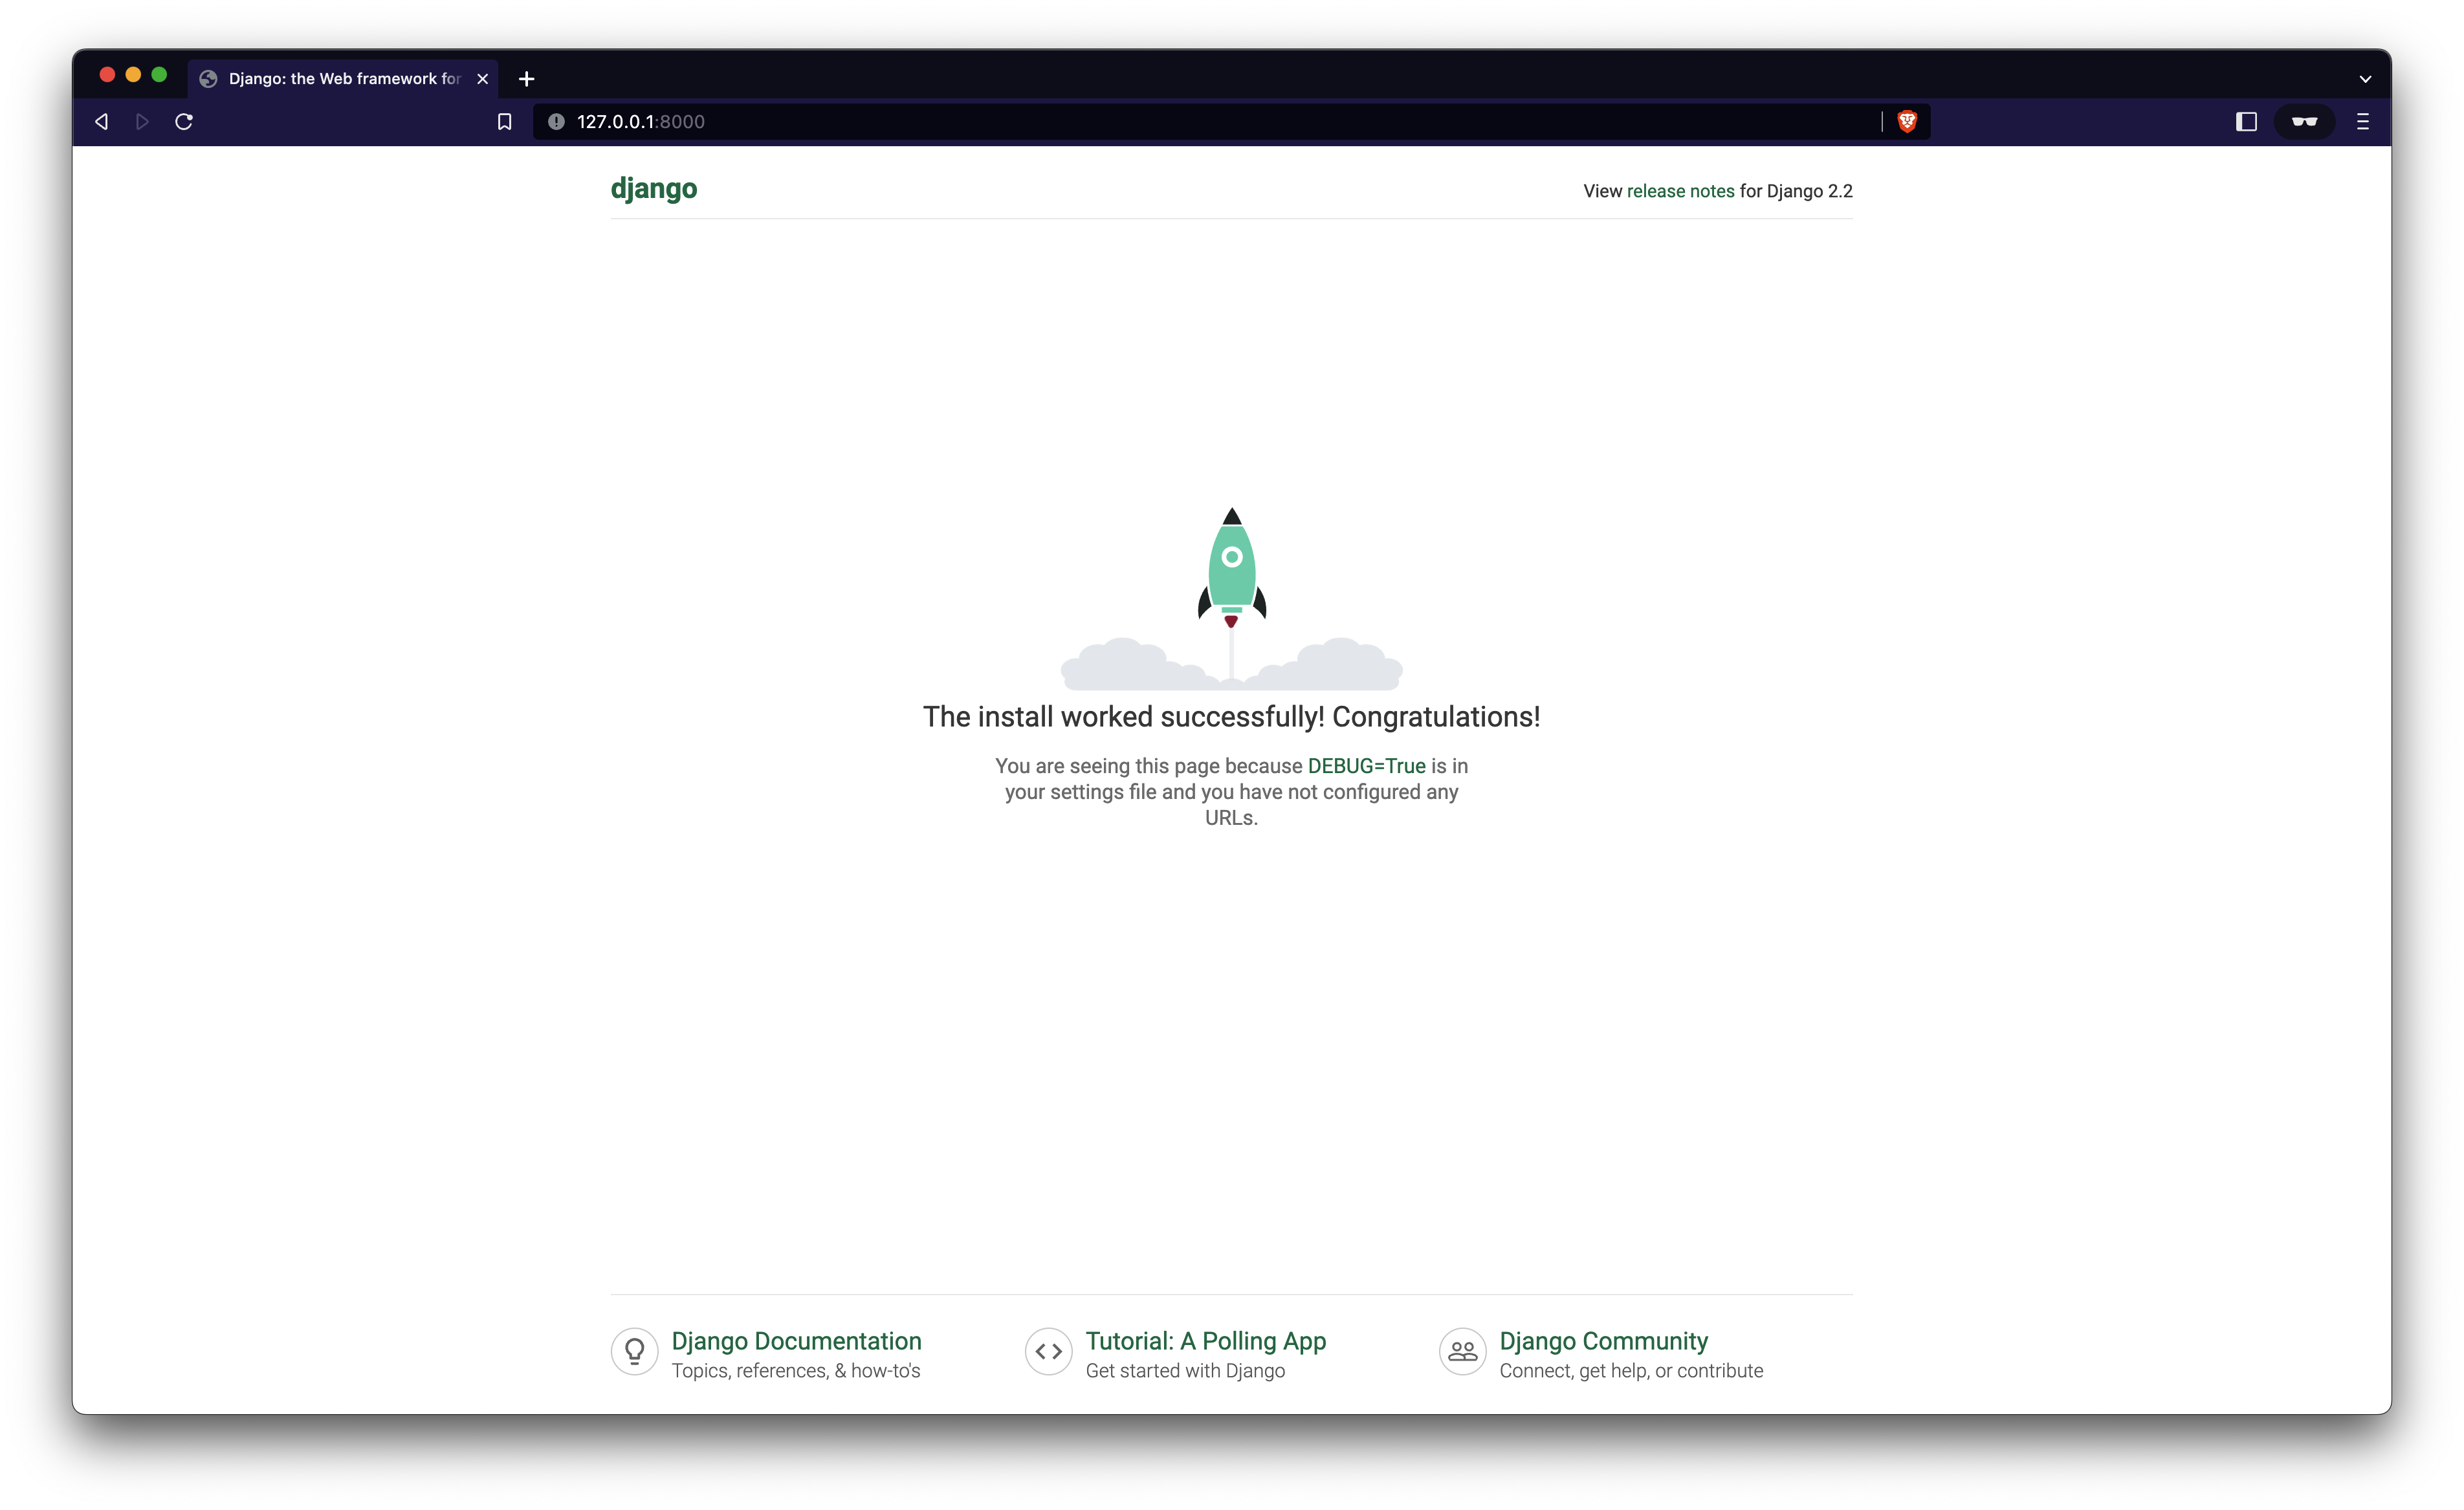 Django: the Web framework for
127.0.0.1:8000
django
View release notes for Django 2.2
The install worked successfully! Congratulations!
You are seeing this page because DEBUG=True is in
your settings file and you have not configured any
URLs.
Django Documentation
Topics, references, & how-to's
Tutorial: A Polling App
Get started with Django
Django Community
Connect, get help, or contribute